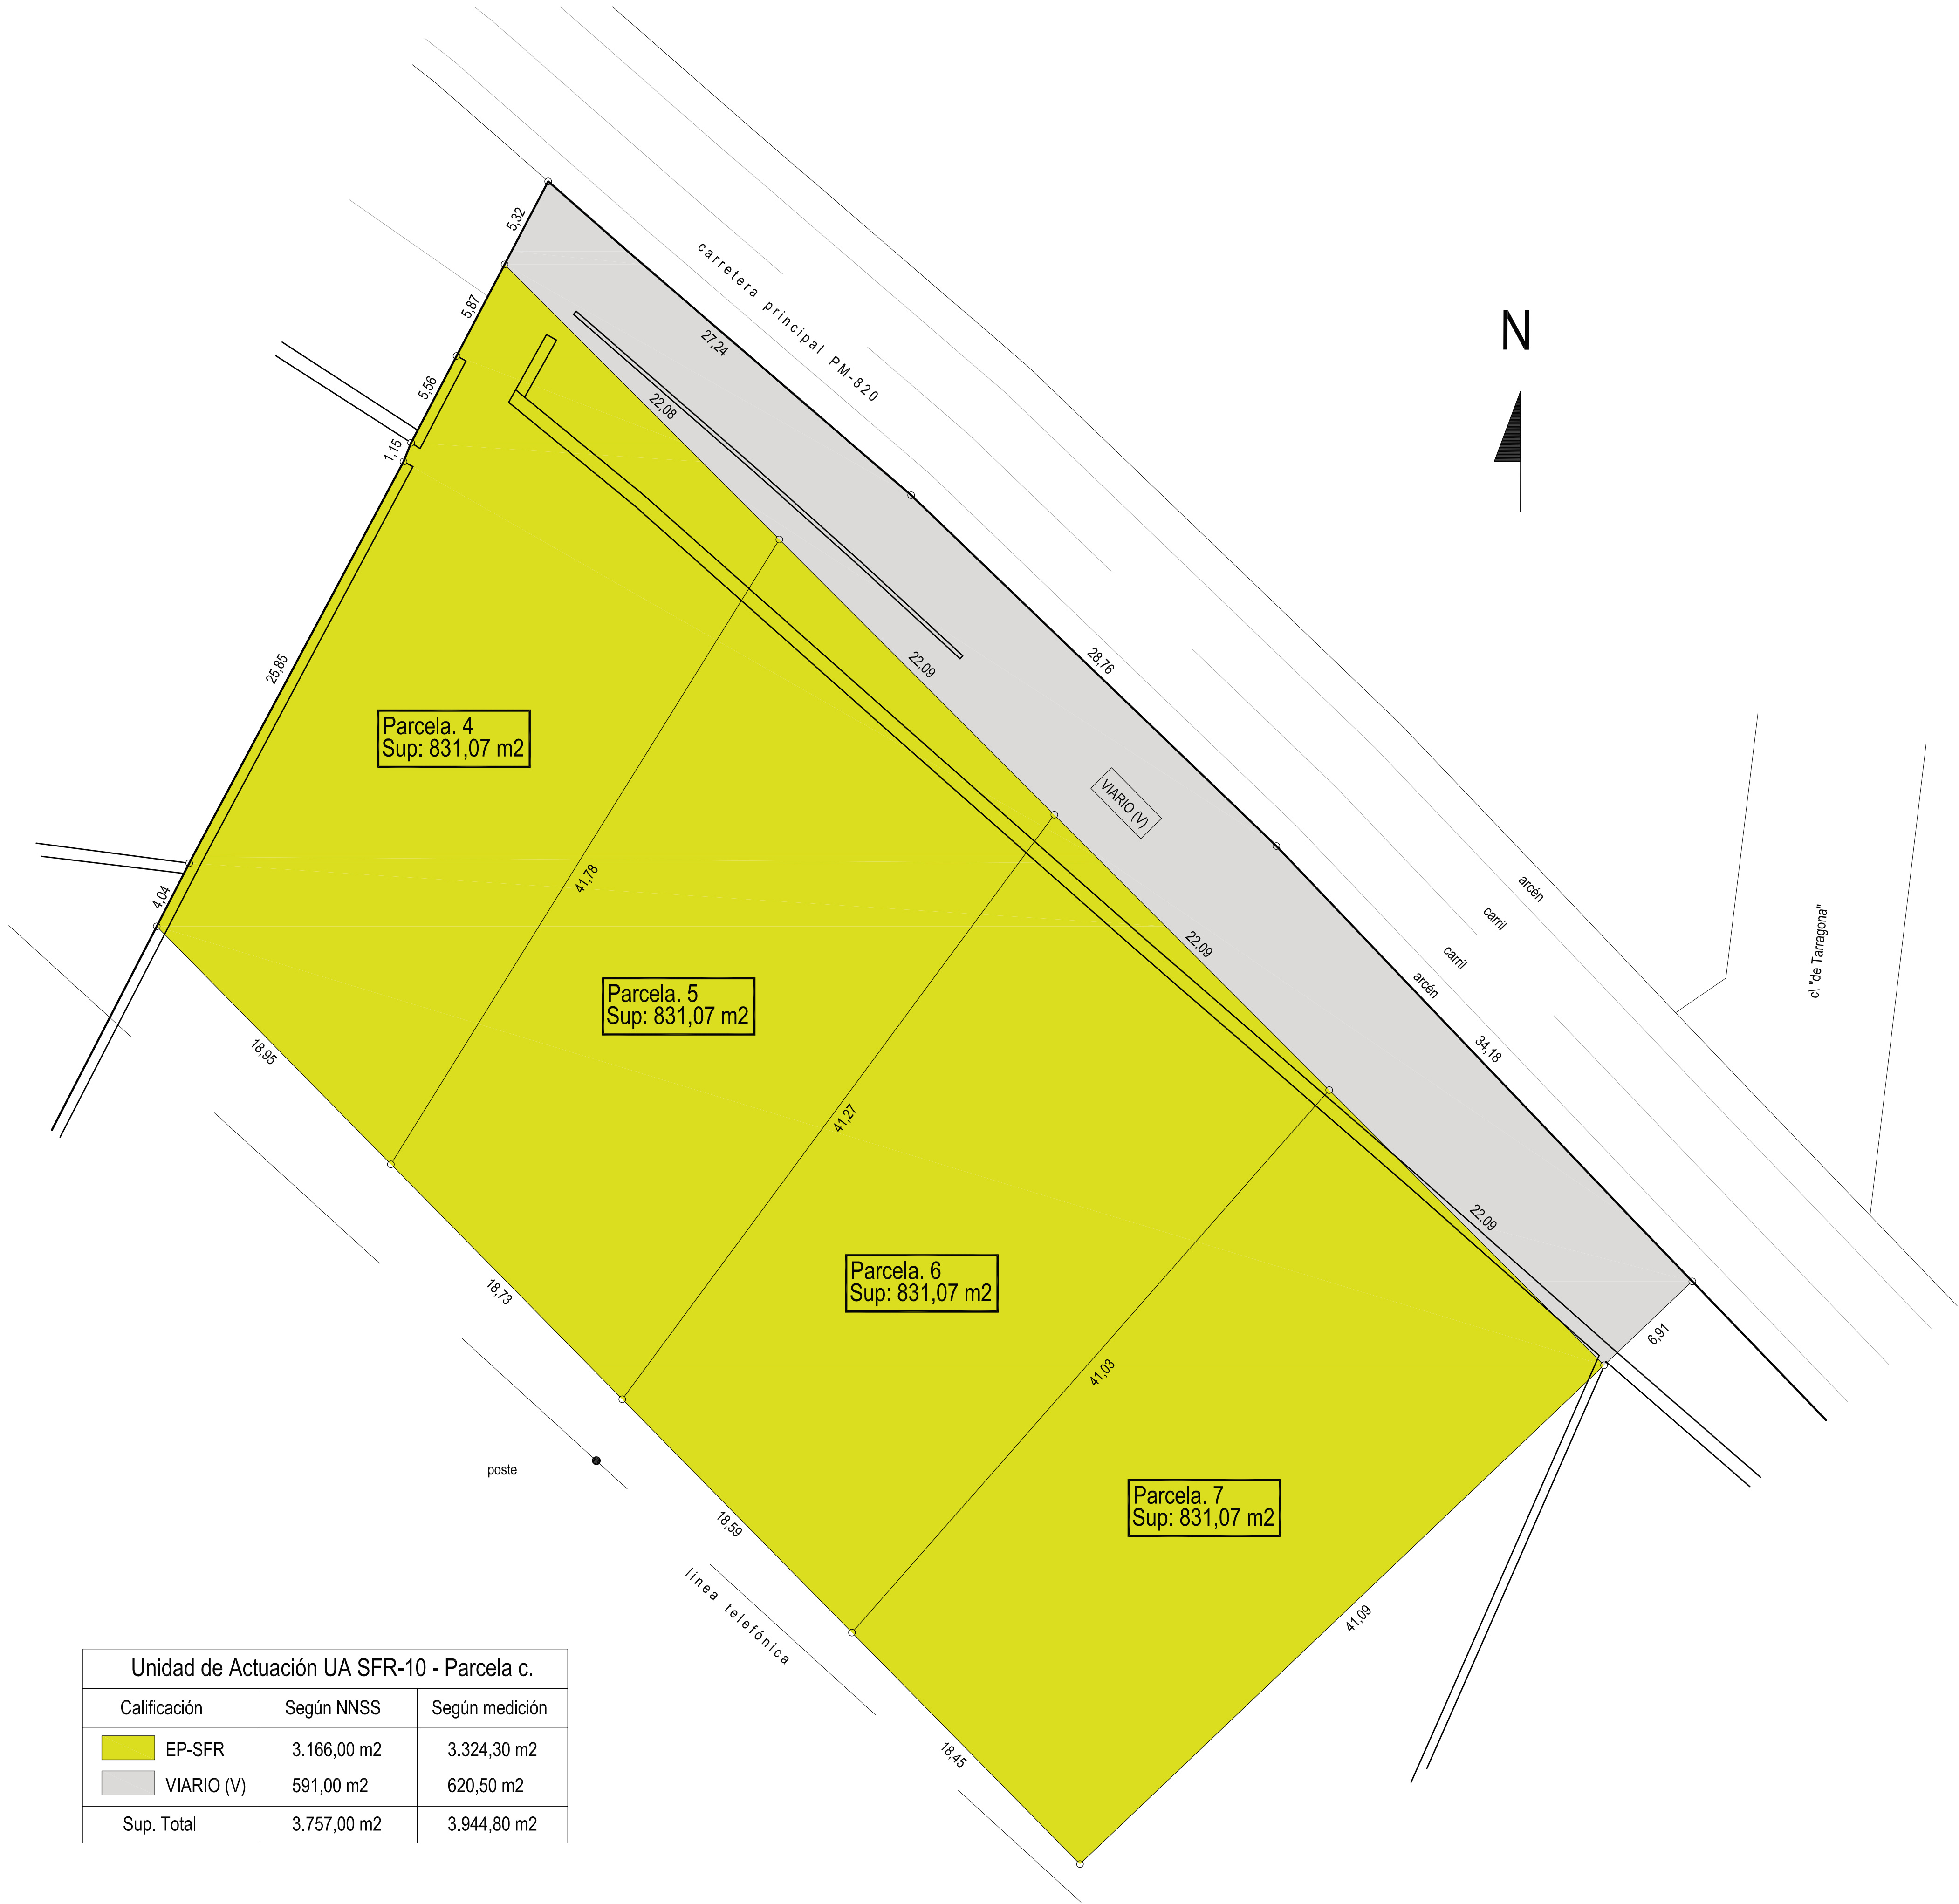 5,32
carretera principal PM-820
N
5,87
27,24
5,56
22,08
1,15
25,85
22,09
28,76
Parcela. 4
Sup: 831,07 m2
VIARIO (V)
41,78
4,04
arcén
carril
carril
arcén
c\ "de Tarragona"
22,09
Parcela. 5
Sup: 831,07 m2
18,95
34,18
41,27
22,09
18,73
Parcela. 6
Sup: 831,07 m2
6,91
41,03
poste
Parcela. 7
Sup: 831,07 m2
18,59
linea telefónica
41,09
18,45
Unidad de Actuación UA SFR-10 - Parcela c.
Calificación Según NNSS Según medición
EP-SFR 3.166,00 m2 3.324,30 m2
VIARIO (V) 591,00 m2 620,50 m2
Sup. Total 3.757,00 m2 3.944,80 m2